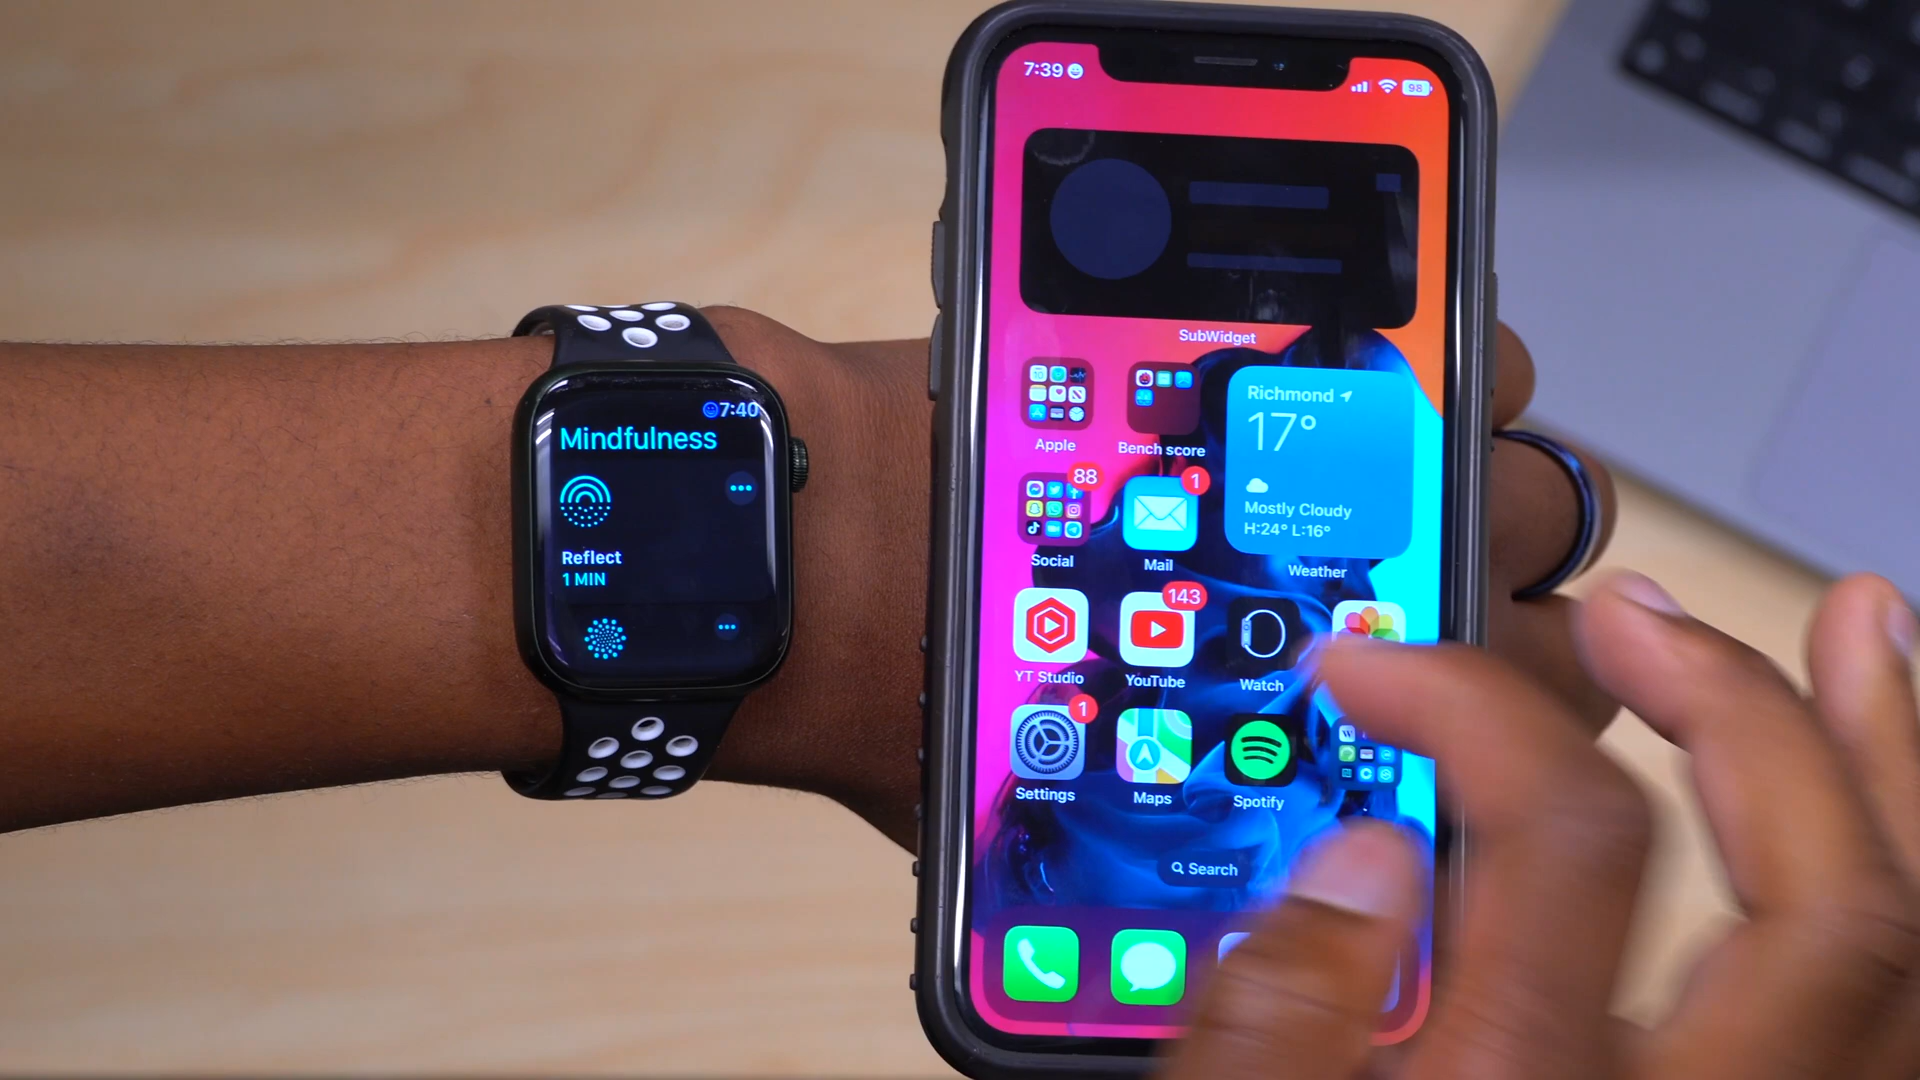 7:40
Mindfulness
Reflect
1 MIN
7:39
98
SubWidget
Apple
Bench score
Richmond
17°
Mostly Cloudy
H:24° L:16°
Weather
88
Social
1
Mail
YT Studio
143
YouTube
Watch
1
Settings
Maps
Spotify
Search